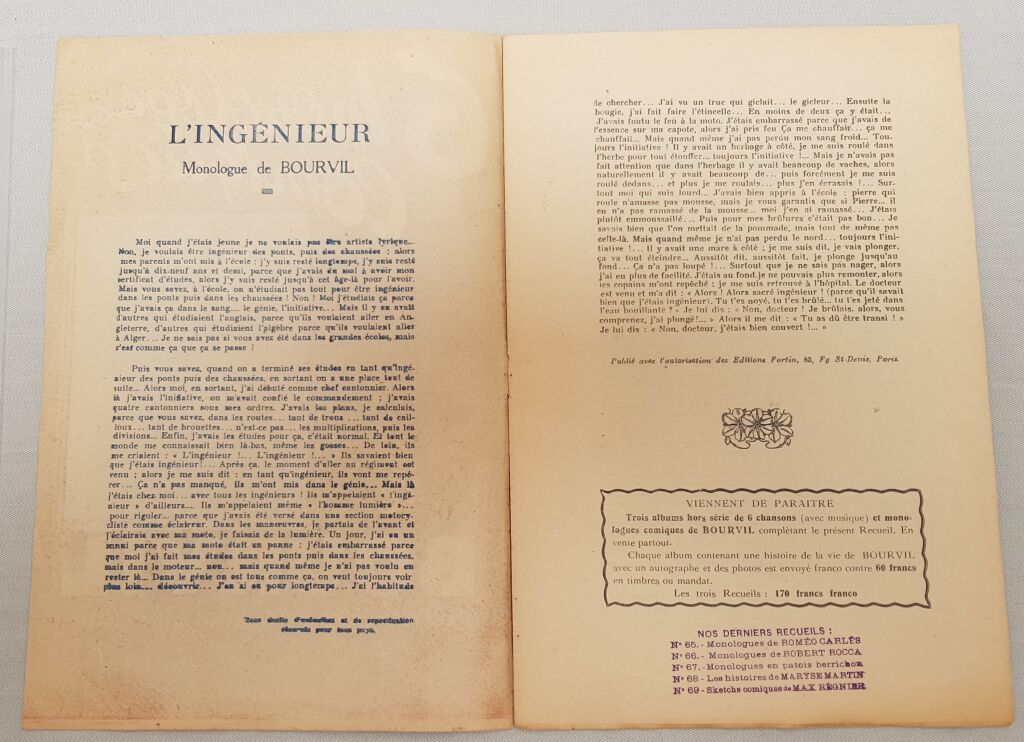 L'INGÉNIEUR
Monologue de BOURVIL
Moi quand j'étais jeune je ne voulais pas être artiste lyrique...
Non, je voulais être ingénieur des ponts, puis des chaussées ; alors
mes parents m'ont mis à l'école ; j'y suis resté longtemps, j'y suis resté
jusqu'à dix-neuf ans et demi, parce que j'avais du mal à avoir mon
sertificat d'études, alors j'y suis resté jusqu'à cet âge-là pour l'avoir.
Mais vous savez, à l'école, on n'étudiait pas tout peur être ingénieur
dans les ponts puis dans les chaussées ! Non ! Moi j'étudiais ça parce
que j'avais ça dans le sang.... le génie, l'initiative... Mais il y en avait
d'autres qui étudiaient l'anglais, parce qu'ils voulaient aller en An-
gleterre, d'autres qui étudiaient l'algèbre parce qu'ils voulaient aller
à Alger... Je ne sais pas si vous avez été dans les grandes écoles, mais
c'est comme ça que ça se passe !
Puis vous savez, quand on a terminé ses études en tant qu'ingé-
nieur des ponts puis des chaussées, en sortant on a une place tout de
suite... Alors moi, en sortant, j'ai débuté comme chef cantonnier. Alors
là j'avais l'initiative, on m'avait confié le commandement ; j'avais
quatre cantonniers sous mes ordres. J'avais les plans, je calculais,
parce que vous savez, dans les routes... tant de trous ... tant de cail-
loux... tant de brouettes... n'est-ce pas... les multiplications, puis les
divisions... Enfin, j'avais les études pour ça, c'était normal. Et tout le
monde me connaissait bien là-bas, même les gosses... De loin, ils
me criaient : « L'ingénieur !... L'ingénieur !... » Ils savaient bien
que j'étais ingénieur!... Après ça, le moment d'aller au régiment est
venu ; alors je me suis dit : en tant qu'ingénieur, ils vont me repé-
rer... Ça n'a pas manqué, ils m'ont mis dans le génie... Mais là
j'étais chez moi... avec tous les ingénieurs ! Ils m'appelaient « l'ingé-
nieur » d'ailleurs.... Ils m'appelaient même « l'homme lumière »...
pour rigoler... parce que j'avais été versé dans une section motocy-
cliste comme éclaireur. Dans les manœuvres, je partais de l'avant et
j'éclairais avec ma moto, je faisais de la lumière. Un jour, j'ai eu un
ennui parce que ma moto était en panne ; j'étais embarrassé parce
que moi j'ai fait mes études dans les ponts puis dans les chaussées,
mais dans le moteur... non... mais quand même je n'ai pas voulu en
rester là... Dans le génie on est tous comme ça, on veut toujours voir
plus loin... découvrir... J'en ai eu pour longtemps... J'ai l'habitude
Tous droits d'exécution et de reproduction
réservés pour tous pays.
de chercher... J'ai vu un truc qui giclait... le gicleur... Ensuite la
bougie, j'ai fait faire l'étincelle... En moins de deux ça y était...
J'avais foutu le feu à la moto. J'étais embarrassé parce que j'avais de
l'essence sur ma capote, alors j'ai pris feu Ça me chauffait... ça me
chauffait... Mais quand même j'ai pas perdu mon sang froid... Tou-
jours l'initiative ! Il y avait un herbage à côté, je me suis roulé dans
l'herbe pour tout étouffer... toujours l'initiative !... Mais je n'avais pas
fait attention que dans l'herbage il y avait beaucoup de vaches, alors
naturellement il y avait beaucoup de... puis forcément je me suis
roulé dedans... et plus je me roulais... plus j'en écrasais !... Sur-
tout moi qui suis lourd... J'avais bien appris à l'école ; pierre qui
roule n'amasse pas mousse, mais je vous garantis que si Pierre... il
en n'a pas ramassé de la mousse... moi j'en ai ramassé... J'étais
plutôt emmoussaillé... Puis pour mes brûlures c'était pas bon... Je
savais bien que l'on mettait de la pommade, mais tout de même pas
celle-là. Mais quand même je n'ai pas perdu le nord... toujours l'ini-
tiative !... Il y avait une mare à côté ; je me suis dit, je vais plonger,
ça va tout éteindre... Aussitôt dit, aussitôt fait, je plonge jusqu'au
fond... Ça n'a pas loupé !... Surtout que je ne sais pas nager, alors
j'ai eu plus de facilité. J'étais au fond je ne pouvais plus remonter, alors
les copains m'ont repêché ; je me suis retrouvé à l'hôpital. Le docteur
est venu et m'a dit : « Alors ! Alors sacré ingénieur ! (parce qu'il savait
bien que j'étais ingénieur). Tu t'es noyé, tu t'es brûlé... tu t'es jeté dans
l'eau bouillante ? » Je lui dis : « Non, docteur ! Je brûlais, alors, vous
comprenez, j'ai plongé!... » Alors il me dit : « Tu as dû être transi ! »
Je lui dis : « Non, docteur, j'étais bien couvert !... »
Publié avec l'autorisation des Editions Fortin, 83, Fg St-Denis, Paris.
VIENNENT DE PARAITRE
Trois albums hors série de 6 chansons (avec musique) et mono-
logues comiques de BOURVIL complétant le présent Recueil. En
vente partout.
Chaque album contenant une histoire de la vie de BOURVIL
avec un autographe et des photos est envoyé franco contre 60 francs
en timbres ou mandat.
Les trois Recueils : 170 francs franco
NOS DERNIERS RECUEILS :
N° 65.- Monologues de ROMÉO CARLÈS
N° 66.- Monologues de ROBERT ROCCA
N° 67.- Monologues en patois berrichon
N° 68 - Les histoires de MARYSE MARTIN
N° 69 - Sketchs comiques de MAX RÉGNIER